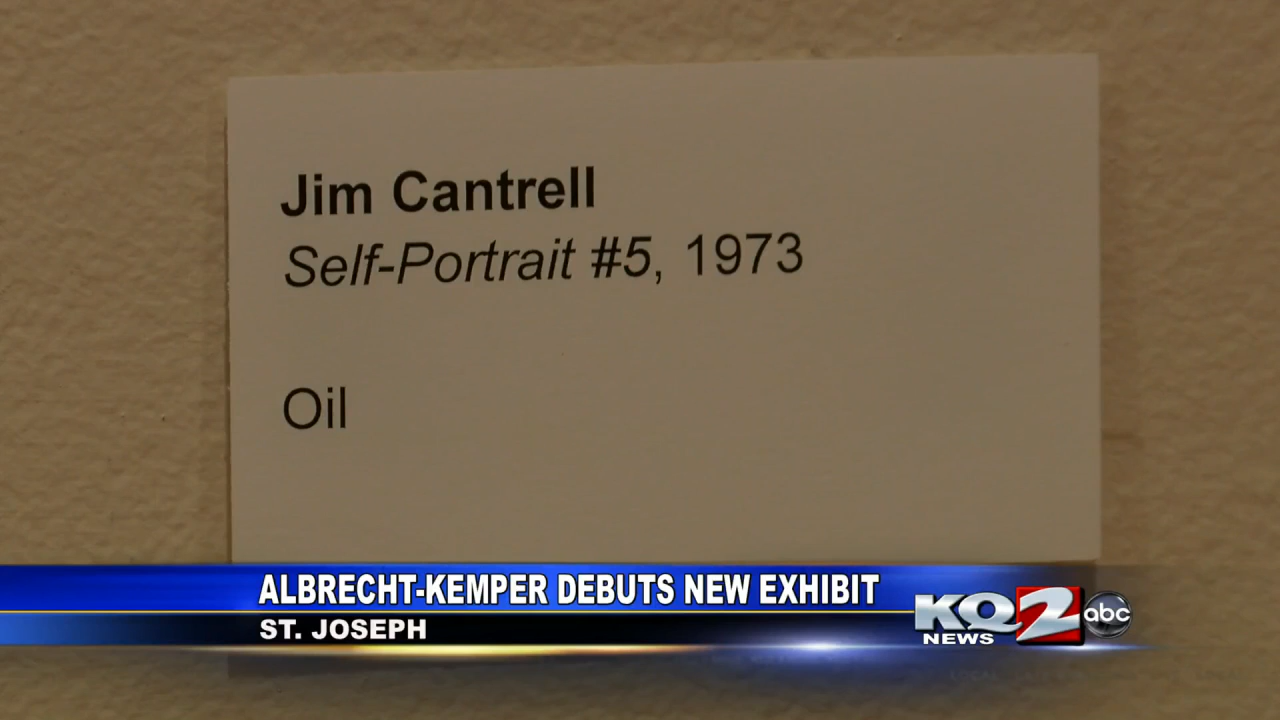 Jim Cantrell
Self-Portrait #5, 1973
Oil
ALBRECHT-KEMPER DEBUTS NEW EXHIBIT
ST. JOSEPH
KQ2
NEWS
abc